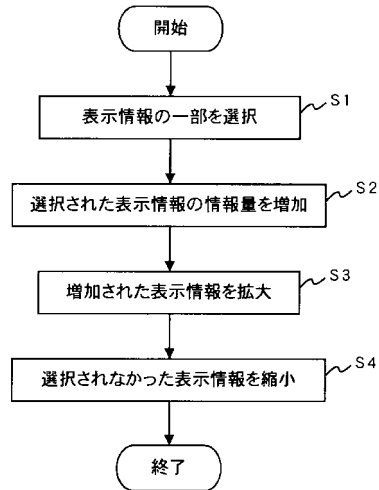 開始
表示情報の一部を選択
S1
選択された表示情報の情報量を増加
S2
増加された表示情報を拡大
S3
選択されなかった表示情報を縮小
S4
終了